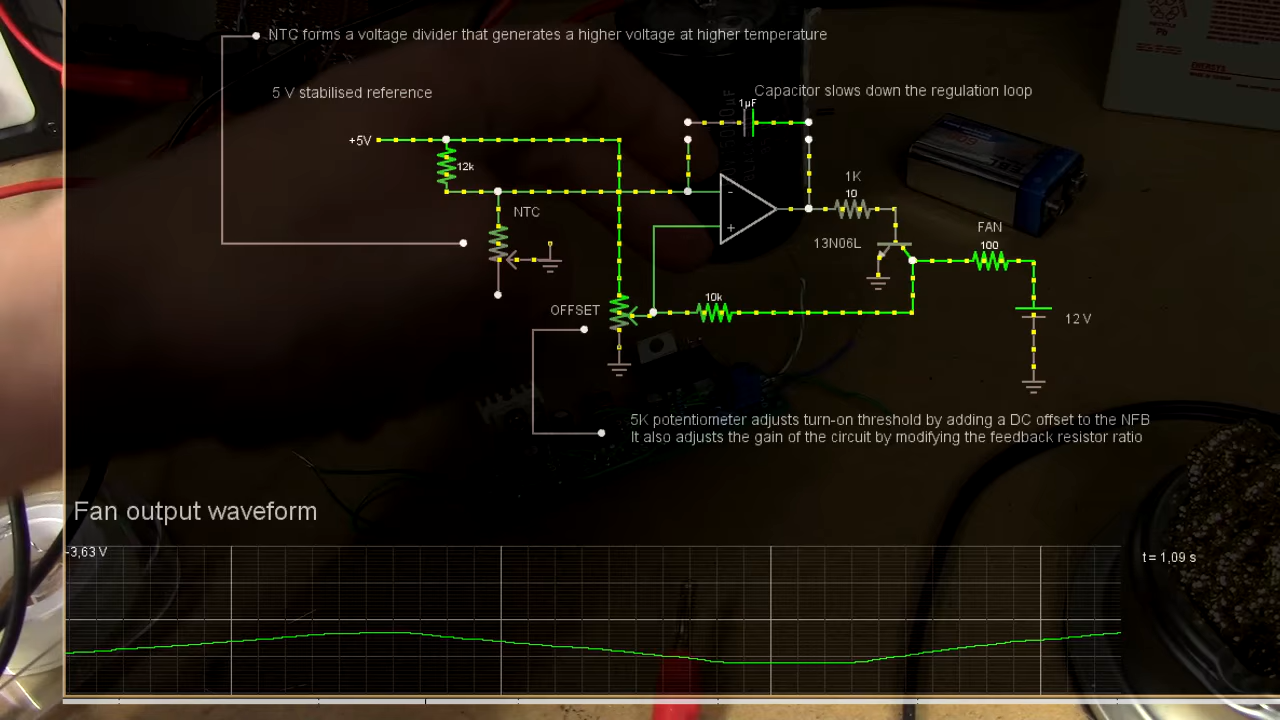 NTC forms a voltage divider that generates a higher voltage at higher temperature
5 V stabilised reference
Capacitor slows down the regulation loop
1µF
+5V
12k
1K
10
NTC
-
+
13N06L
FAN
100
OFFSET
10k
12 V
5K potentiometer adjusts turn-on threshold by adding a DC offset to the NFB
It also adjusts the gain of the circuit by modifying the feedback resistor ratio
Fan output waveform
-3,63 V
t = 1,09 s
ENERSYS
Pb